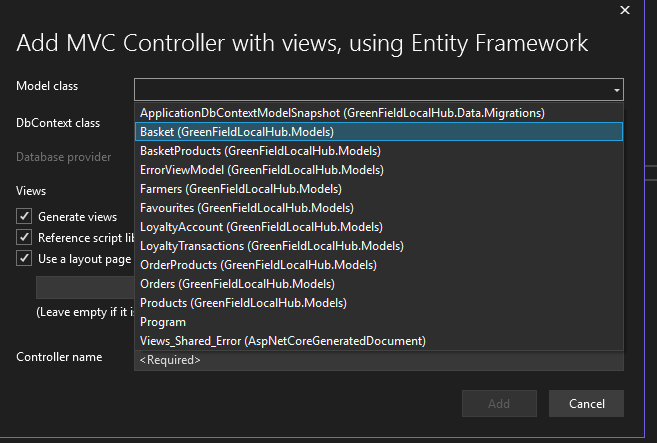 Add MVC Controller with views, using Entity Framework
Model class
ApplicationDbContextModelSnapshot (GreenFieldLocalHub.Data.Migrations)
DbContext class
Basket (GreenFieldLocalHub.Models)
BasketProducts (GreenFieldLocalHub.Models)
Database provider
ErrorViewModel (GreenFieldLocalHub.Models)
Farmers (GreenFieldLocalHub.Models)
Views
Favourites (GreenFieldLocalHub.Models)
Generate views
LoyaltyAccount (GreenFieldLocalHub.Models)
Reference script lib
LoyaltyTransactions (GreenFieldLocalHub.Models)
Use a layout page
OrderProducts (GreenFieldLocalHub.Models)
Orders (GreenFieldLocalHub.Models)
Products (GreenFieldLocalHub.Models)
(Leave empty if it is
Program
Views_Shared_Error (AspNetCoreGeneratedDocument)
Controller name
<Required>
Add
Cancel